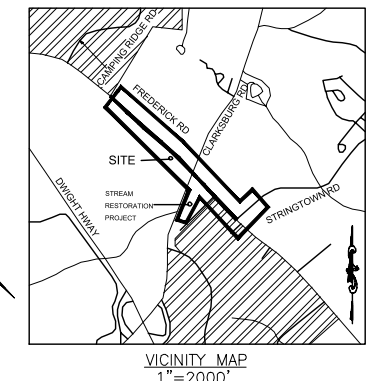 CAMPING RIDGE RD
FREDERICK RD
CLARKSBURG RD
SITE
STREAM
RESTORATION
PROJECT
DWIGHT HWAY
STRINGTOWN RD
VICINITY MAP
1"=2000'